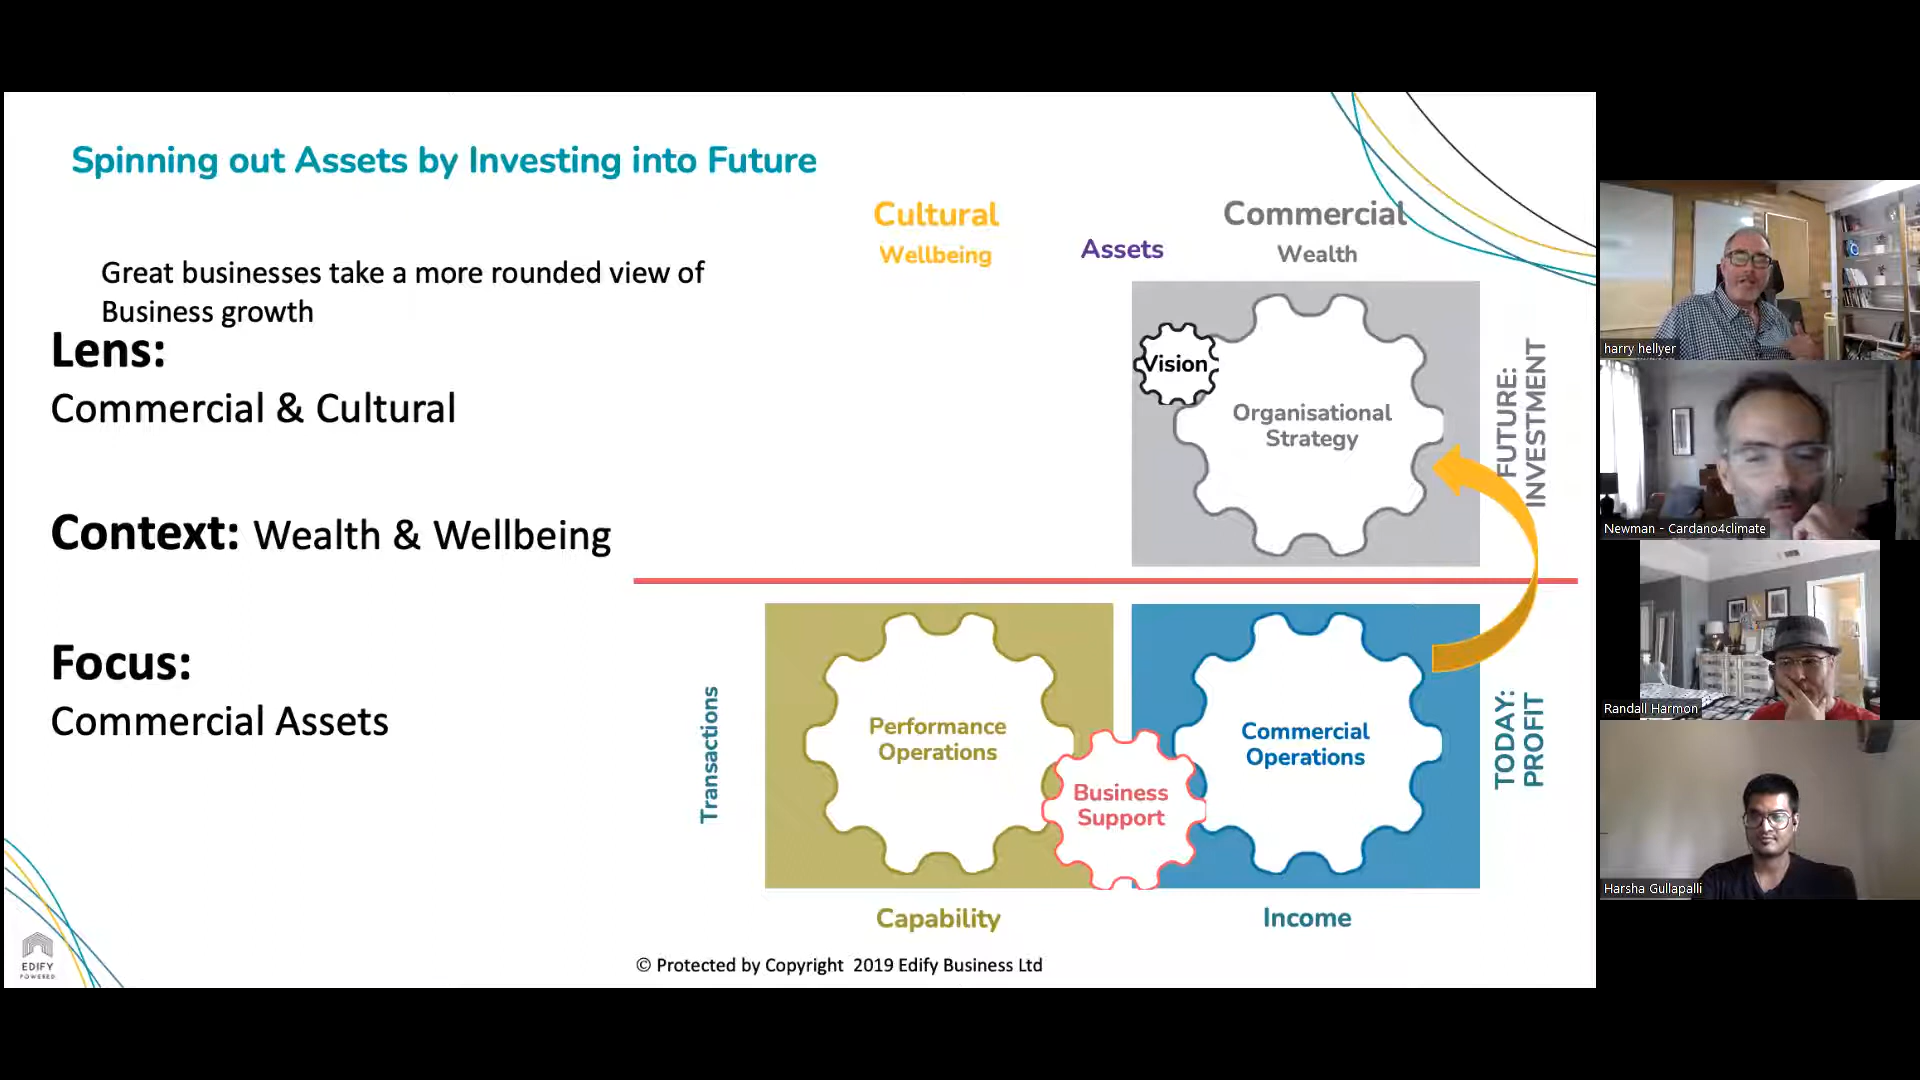 Spinning out Assets by Investing into Future
Cultural
Wellbeing
Assets
Commercial
Wealth
Great businesses take a more rounded view of
Business growth
Lens:
Commercial & Cultural
Context: Wealth & Wellbeing
Focus:
Commercial Assets
Vision
Organisational
Strategy
FUTURE:
INVESTMENT
Transactions
Performance
Operations
Business
Support
Commercial
Operations
TODAY:
PROFIT
Capability
Income
EDIFY
POWERED
© Protected by Copyright 2019 Edify Business Ltd
harry hellyer
Newman - Cardano4climate
Randall Harmon
Harsha Gullapalli